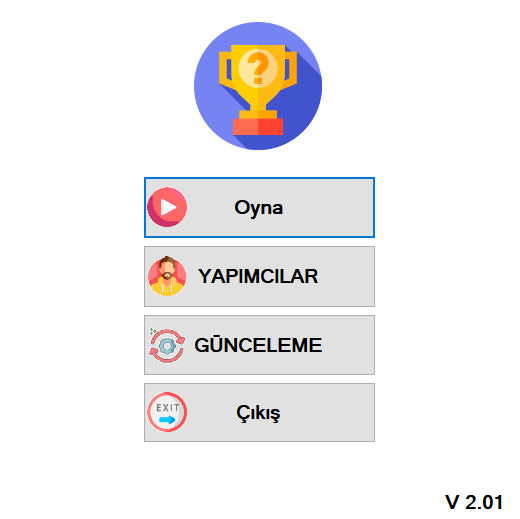 ?
Oyna
YAPIMCILAR
GÜNCELEME
EXIT
Çıkış
V 2.01